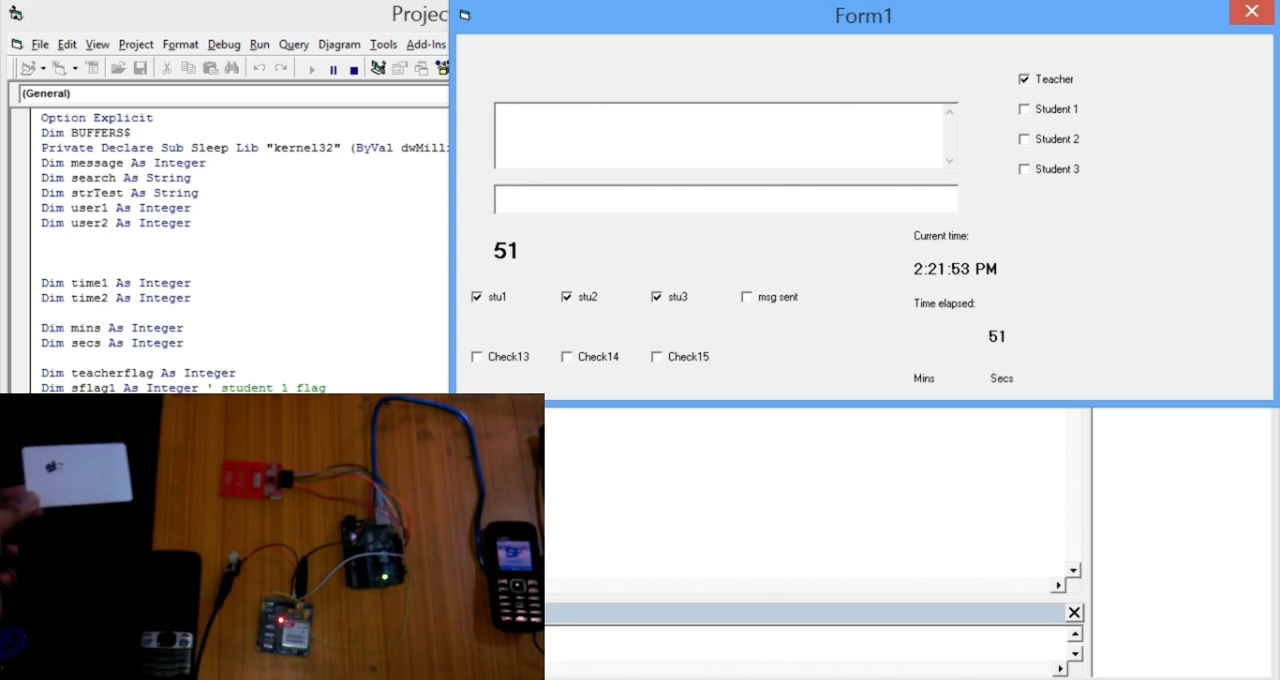 Projec
File Edit View Project Format Debug Run Query Diagram Tools Add-Ins
(General)
Option Explicit
Dim BUFFERS$
Private Declare Sub Sleep Lib "kernel32" (ByVal dwMilli
Dim message As Integer
Dim search As String
Dim strTest As String
Dim user1 As Integer
Dim user2 As Integer
Dim time1 As Integer
Dim time2 As Integer
Dim mins As Integer
Dim secs As Integer
Dim teacherflag As Integer
Dim sflag1 As Integer ' student 1 flag
Form1
Teacher
Student 1
Student 2
Student 3
51
Current time:
2:21:53 PM
stu1 stu2 stu3 msg sent
Time elapsed:
51
Check13 Check14 Check15
Mins Secs